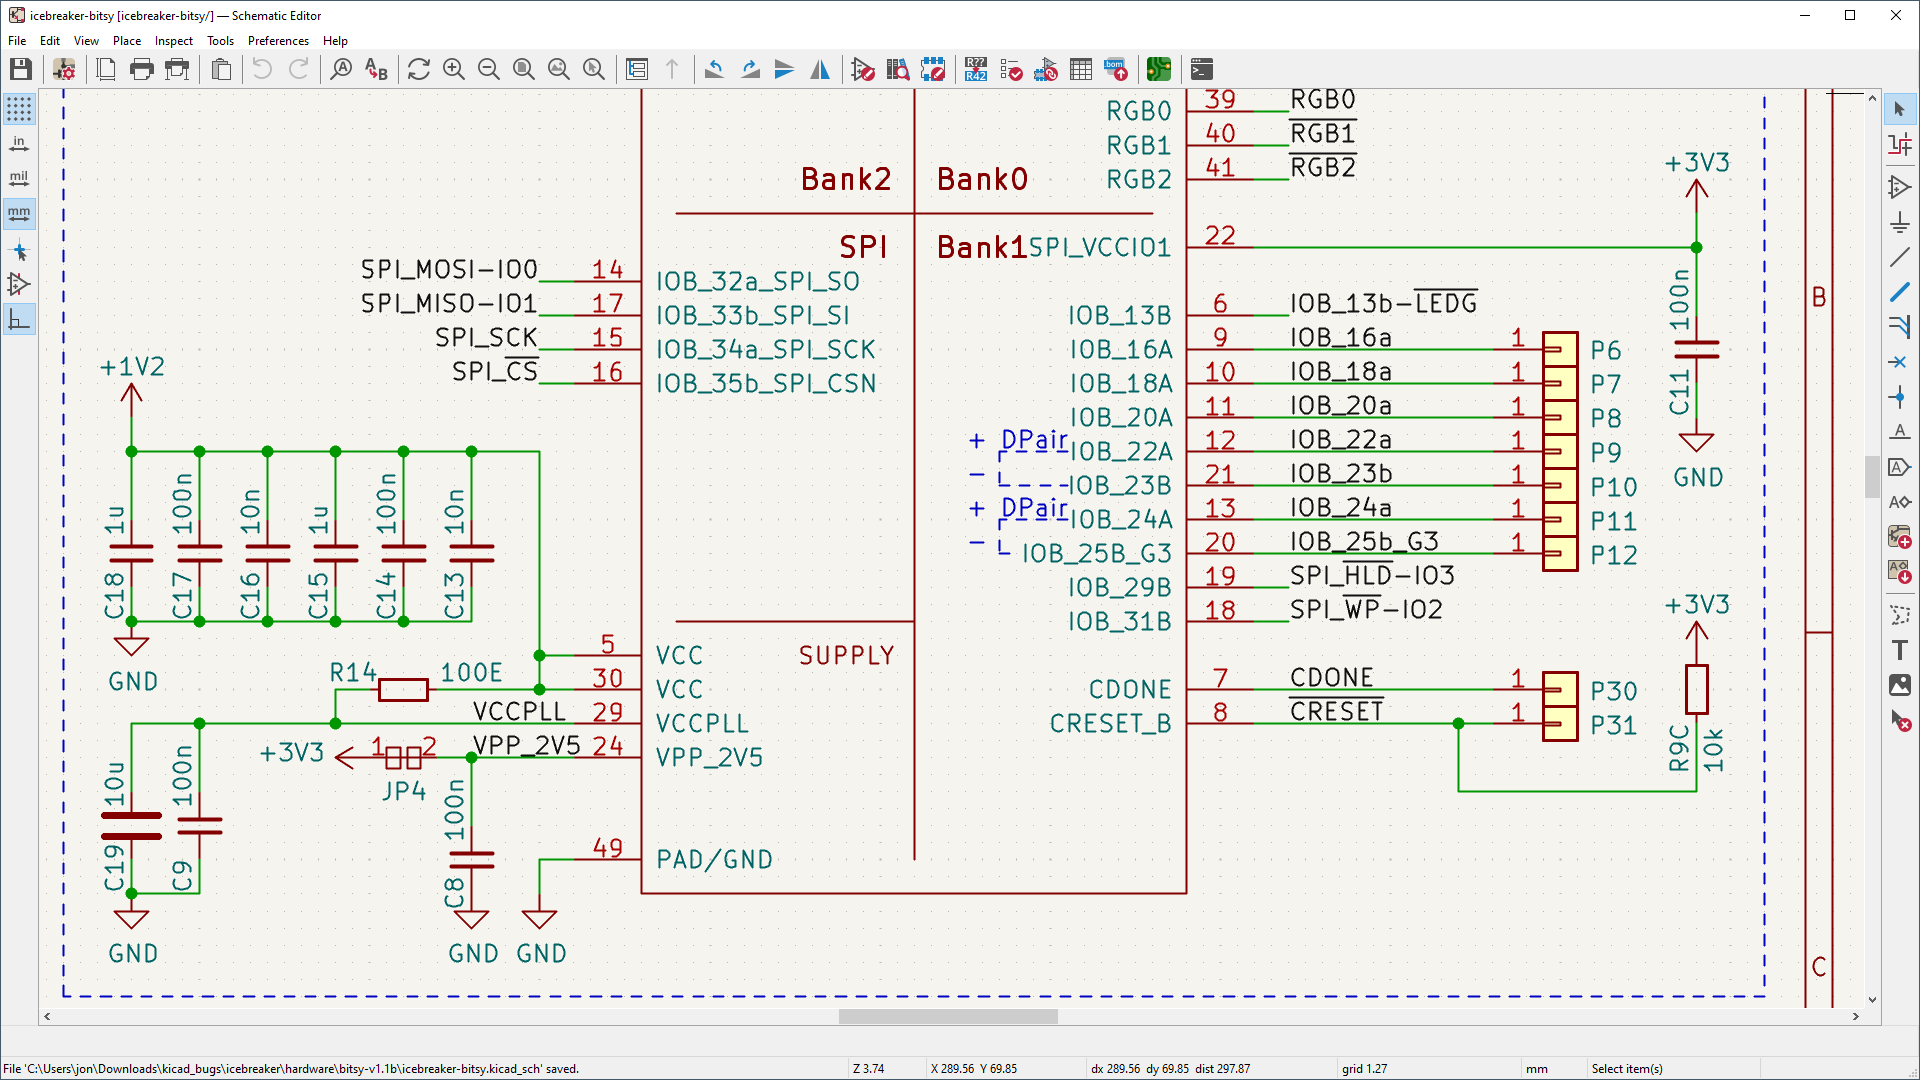 icebreaker-bitsy [icebreaker-bitsy/] — Schematic Editor
File Edit View Place Inspect Tools Preferences Help
R??
R42
bom
in
mil
mm
RGB0 39 RGB0
RGB1 40 RGB1
RGB2 41 RGB2
Bank2 Bank0
SPI Bank1
SPI_VCCIO1 22
+3V3
100n
C11
GND
SPI_MOSI-IO0 14 IOB_32a_SPI_SO
SPI_MISO-IO1 17 IOB_33b_SPI_SI
SPI_SCK 15 IOB_34a_SPI_SCK
SPI_CS 16 IOB_35b_SPI_CSN
IOB_13B 6 IOB_13b-LEDG
IOB_16A 9 IOB_16a 1 P6
IOB_18A 10 IOB_18a 1 P7
IOB_20A 11 IOB_20a 1 P8
+ DPair IOB_22A 12 IOB_22a 1 P9
− IOB_23B 21 IOB_23b 1 P10
+ DPair IOB_24A 13 IOB_24a 1 P11
− IOB_25B_G3 20 IOB_25b_G3 1 P12
IOB_29B 19 SPI_HLD-IO3
IOB_31B 18 SPI_WP-IO2
CDONE 7 CDONE 1 P30
CRESET_B 8 CRESET 1 P31
+3V3
R9C
10k
+1V2
1u 100n 10n 1u 100n 10n
C18 C17 C16 C15 C14 C13
GND
5 VCC
SUPPLY
R14 100E 30 VCC
VCCPLL 29 VCCPLL
+3V3 1 2 VPP_2V5 24 VPP_2V5
JP4
10u 100n 100n
C19 C9 C8
49 PAD/GND
GND GND GND
B
C
File 'C:\Users\jon\Downloads\kicad_bugs\icebreaker\hardware\bitsy-v1.1b\icebreaker-bitsy.kicad_sch' saved.
Z 3.74
X 289.56 Y 69.85
dx 289.56 dy 69.85 dist 297.87
grid 1.27
mm
Select item(s)